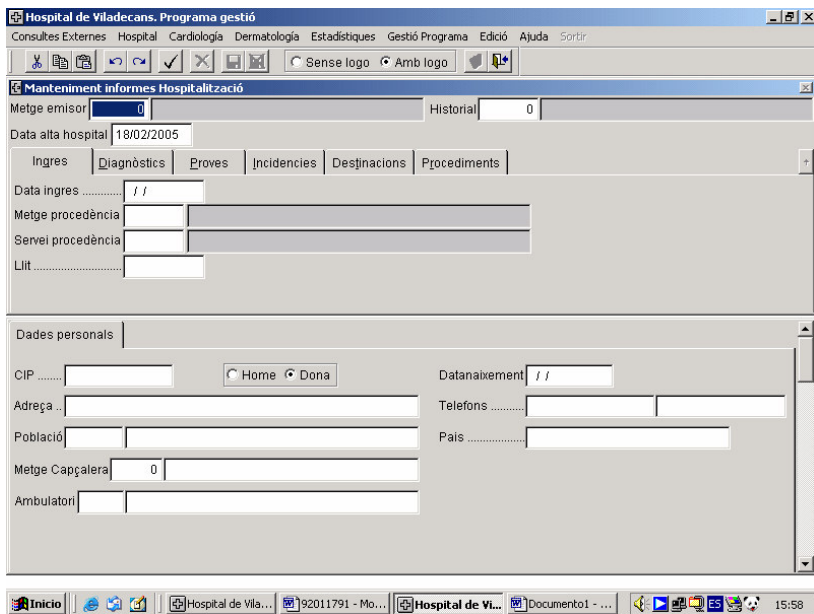 Hospital de Viladecans. Programa gestió
Consultes Externes Hospital Cardiología Dermatología Estadístiques Gestió Programa Edició Ajuda Sortir
Sense logo Amb logo
Manteniment informes Hospitalització
Metge emisor 0 Historial 0
Data alta hospital 18/02/2005
Ingres Diagnòstics Proves Incidencies Destinacions Procediments
Data ingres ............. / /
Metge procedència
Servei procedència
Llit ............................
Dades personals
CIP ........ Home Dona Datanaixement / /
Adreça .. Telefons ...........
Població Pais ..................
Metge Capçalera 0
Ambulatori
Inicio Hospital de Vila... 92011791 - Mo... Hospital de Vi... Documento1 - ... ES 15:58